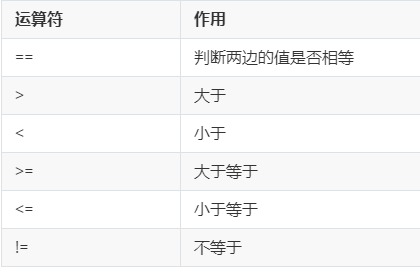 运算符 作用
== 判断两边的值是否相等
> 大于
< 小于
>= 大于等于
<= 小于等于
!= 不等于